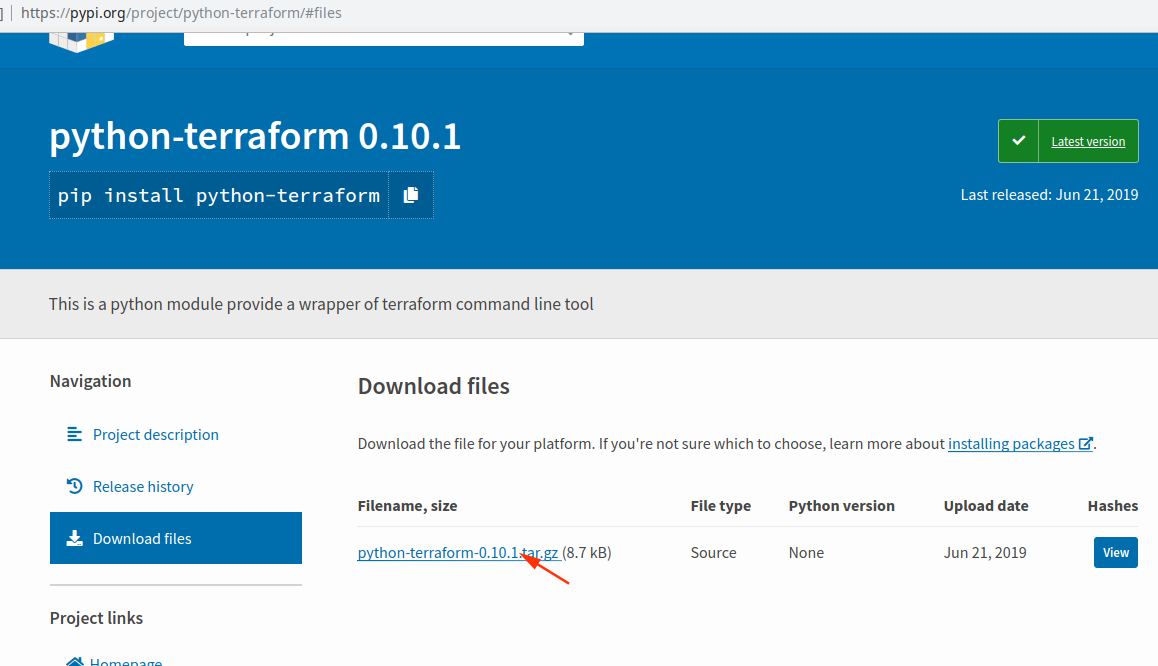 https://pypi.org/project/python-terraform/#files
python-terraform 0.10.1
Latest version
pip install python-terraform
Last released: Jun 21, 2019
This is a python module provide a wrapper of terraform command line tool
Navigation
Project description
Release history
Download files
Project links
Homepage
Download files
Download the file for your platform. If you're not sure which to choose, learn more about installing packages.
Filename, size File type Python version Upload date Hashes
python-terraform-0.10.1.tar.gz (8.7 kB) Source None Jun 21, 2019 View